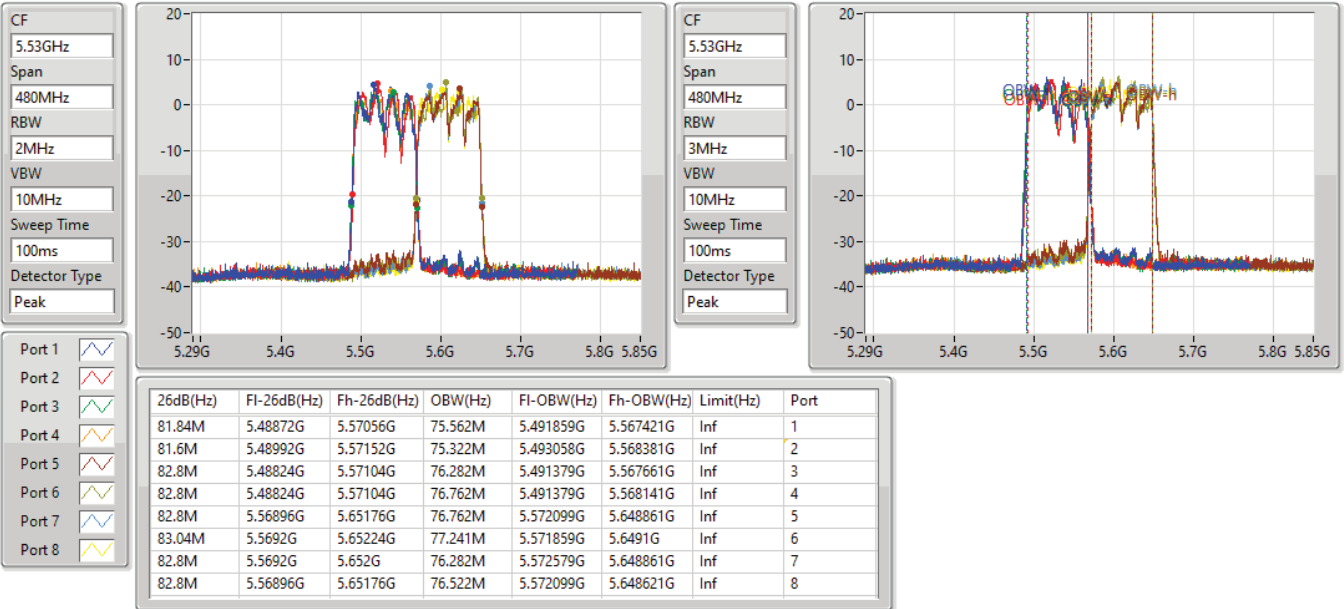 CF
5.53GHz
Span
480MHz
RBW
2MHz
VBW
10MHz
Sweep Time
100ms
Detector Type
Peak
20
10
0
-10
-20
-30
-40
-50
5.29G 5.4G 5.5G 5.6G 5.7G 5.8G 5.85G
CF
5.53GHz
Span
480MHz
RBW
3MHz
VBW
10MHz
Sweep Time
100ms
Detector Type
Peak
20
10
0
-10
-20
-30
-40
-50
5.29G 5.4G 5.5G 5.6G 5.7G 5.8G 5.85G
Port 1
Port 2
Port 3
Port 4
Port 5
Port 6
Port 7
Port 8
26dB(Hz) Fl-26dB(Hz) Fh-26dB(Hz) OBW(Hz) Fl-OBW(Hz) Fh-OBW(Hz) Limit(Hz) Port
81.84M 5.48872G 5.57056G 75.562M 5.491859G 5.567421G Inf 1
81.6M 5.48992G 5.57152G 75.322M 5.493058G 5.568381G Inf 2
82.8M 5.48824G 5.57104G 76.282M 5.491379G 5.567661G Inf 3
82.8M 5.48824G 5.57104G 76.762M 5.491379G 5.568141G Inf 4
82.8M 5.56896G 5.65176G 76.762M 5.572099G 5.648861G Inf 5
83.04M 5.5692G 5.65224G 77.241M 5.571859G 5.6491G Inf 6
82.8M 5.5692G 5.652G 76.282M 5.572579G 5.648861G Inf 7
82.8M 5.56896G 5.65176G 76.522M 5.572099G 5.648621G Inf 8